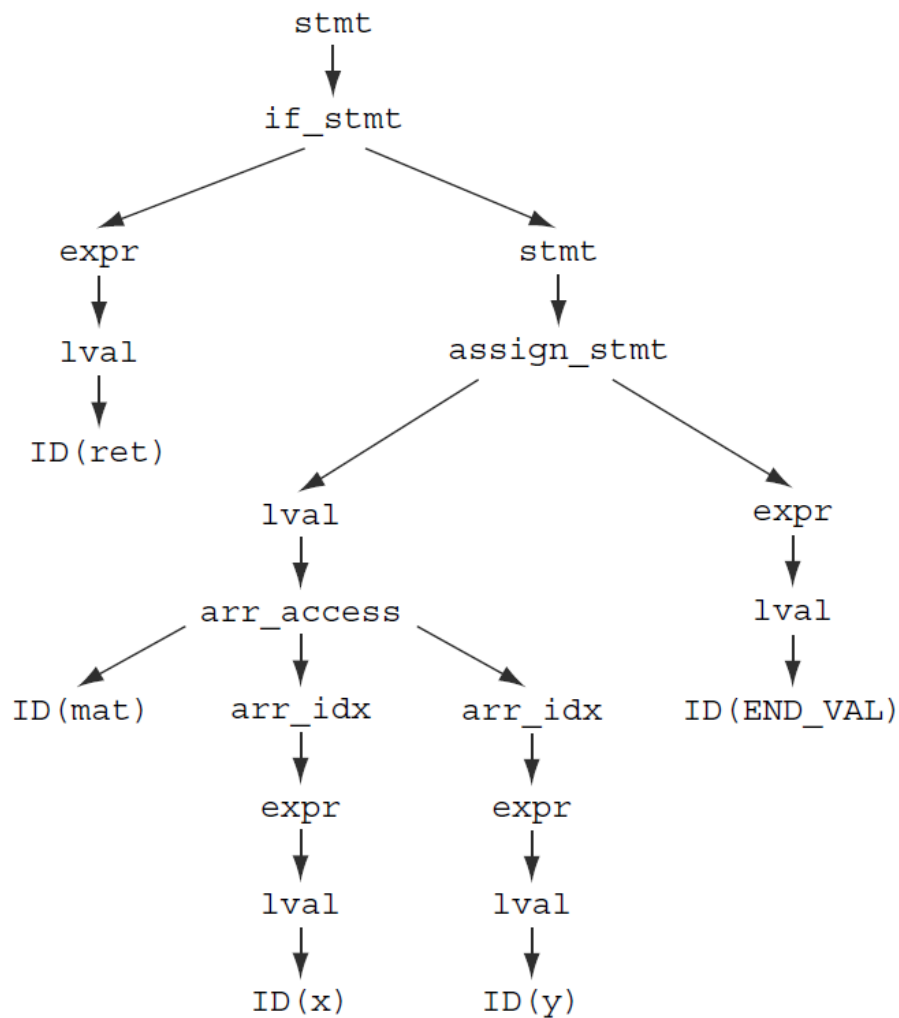 stmt
if_stmt
expr stmt
lval assign_stmt
ID(ret)
lval expr
arr_access lval
ID(mat) arr_idx arr_idx ID(END_VAL)
expr expr
lval lval
ID(x) ID(y)